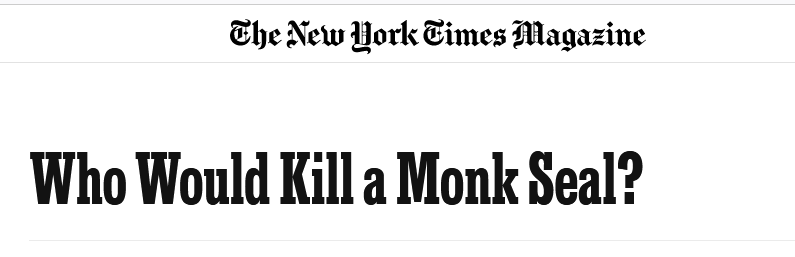 The New York Times Magazine
Who Would Kill a Monk Seal?